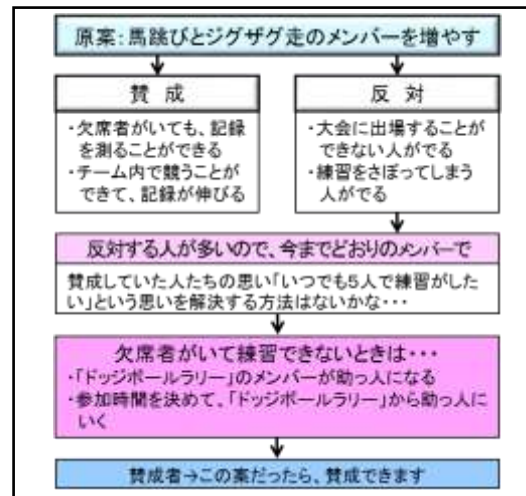 原案：馬跳びとジグザグ走のメンバーを増やす
賛 成
・欠席者がいても、記録
を測ることができる
・チーム内で競うことが
できて、記録が伸びる
反 対
・大会に出場することが
できない人がでる
・練習をさぼってしまう
人がでる
反対する人が多いので、今までどおりのメンバーで
賛成していた人たちの思い「いつでも５人で練習がした
い」という思いを解決する方法はないかな・・・
欠席者がいて練習できないときは・・・
・「ドッジボールラリー」のメンバーが助っ人になる
・参加時間を決めて、「ドッジボールラリー」から助っ人に
いく
賛成者→この案だったら、賛成できます